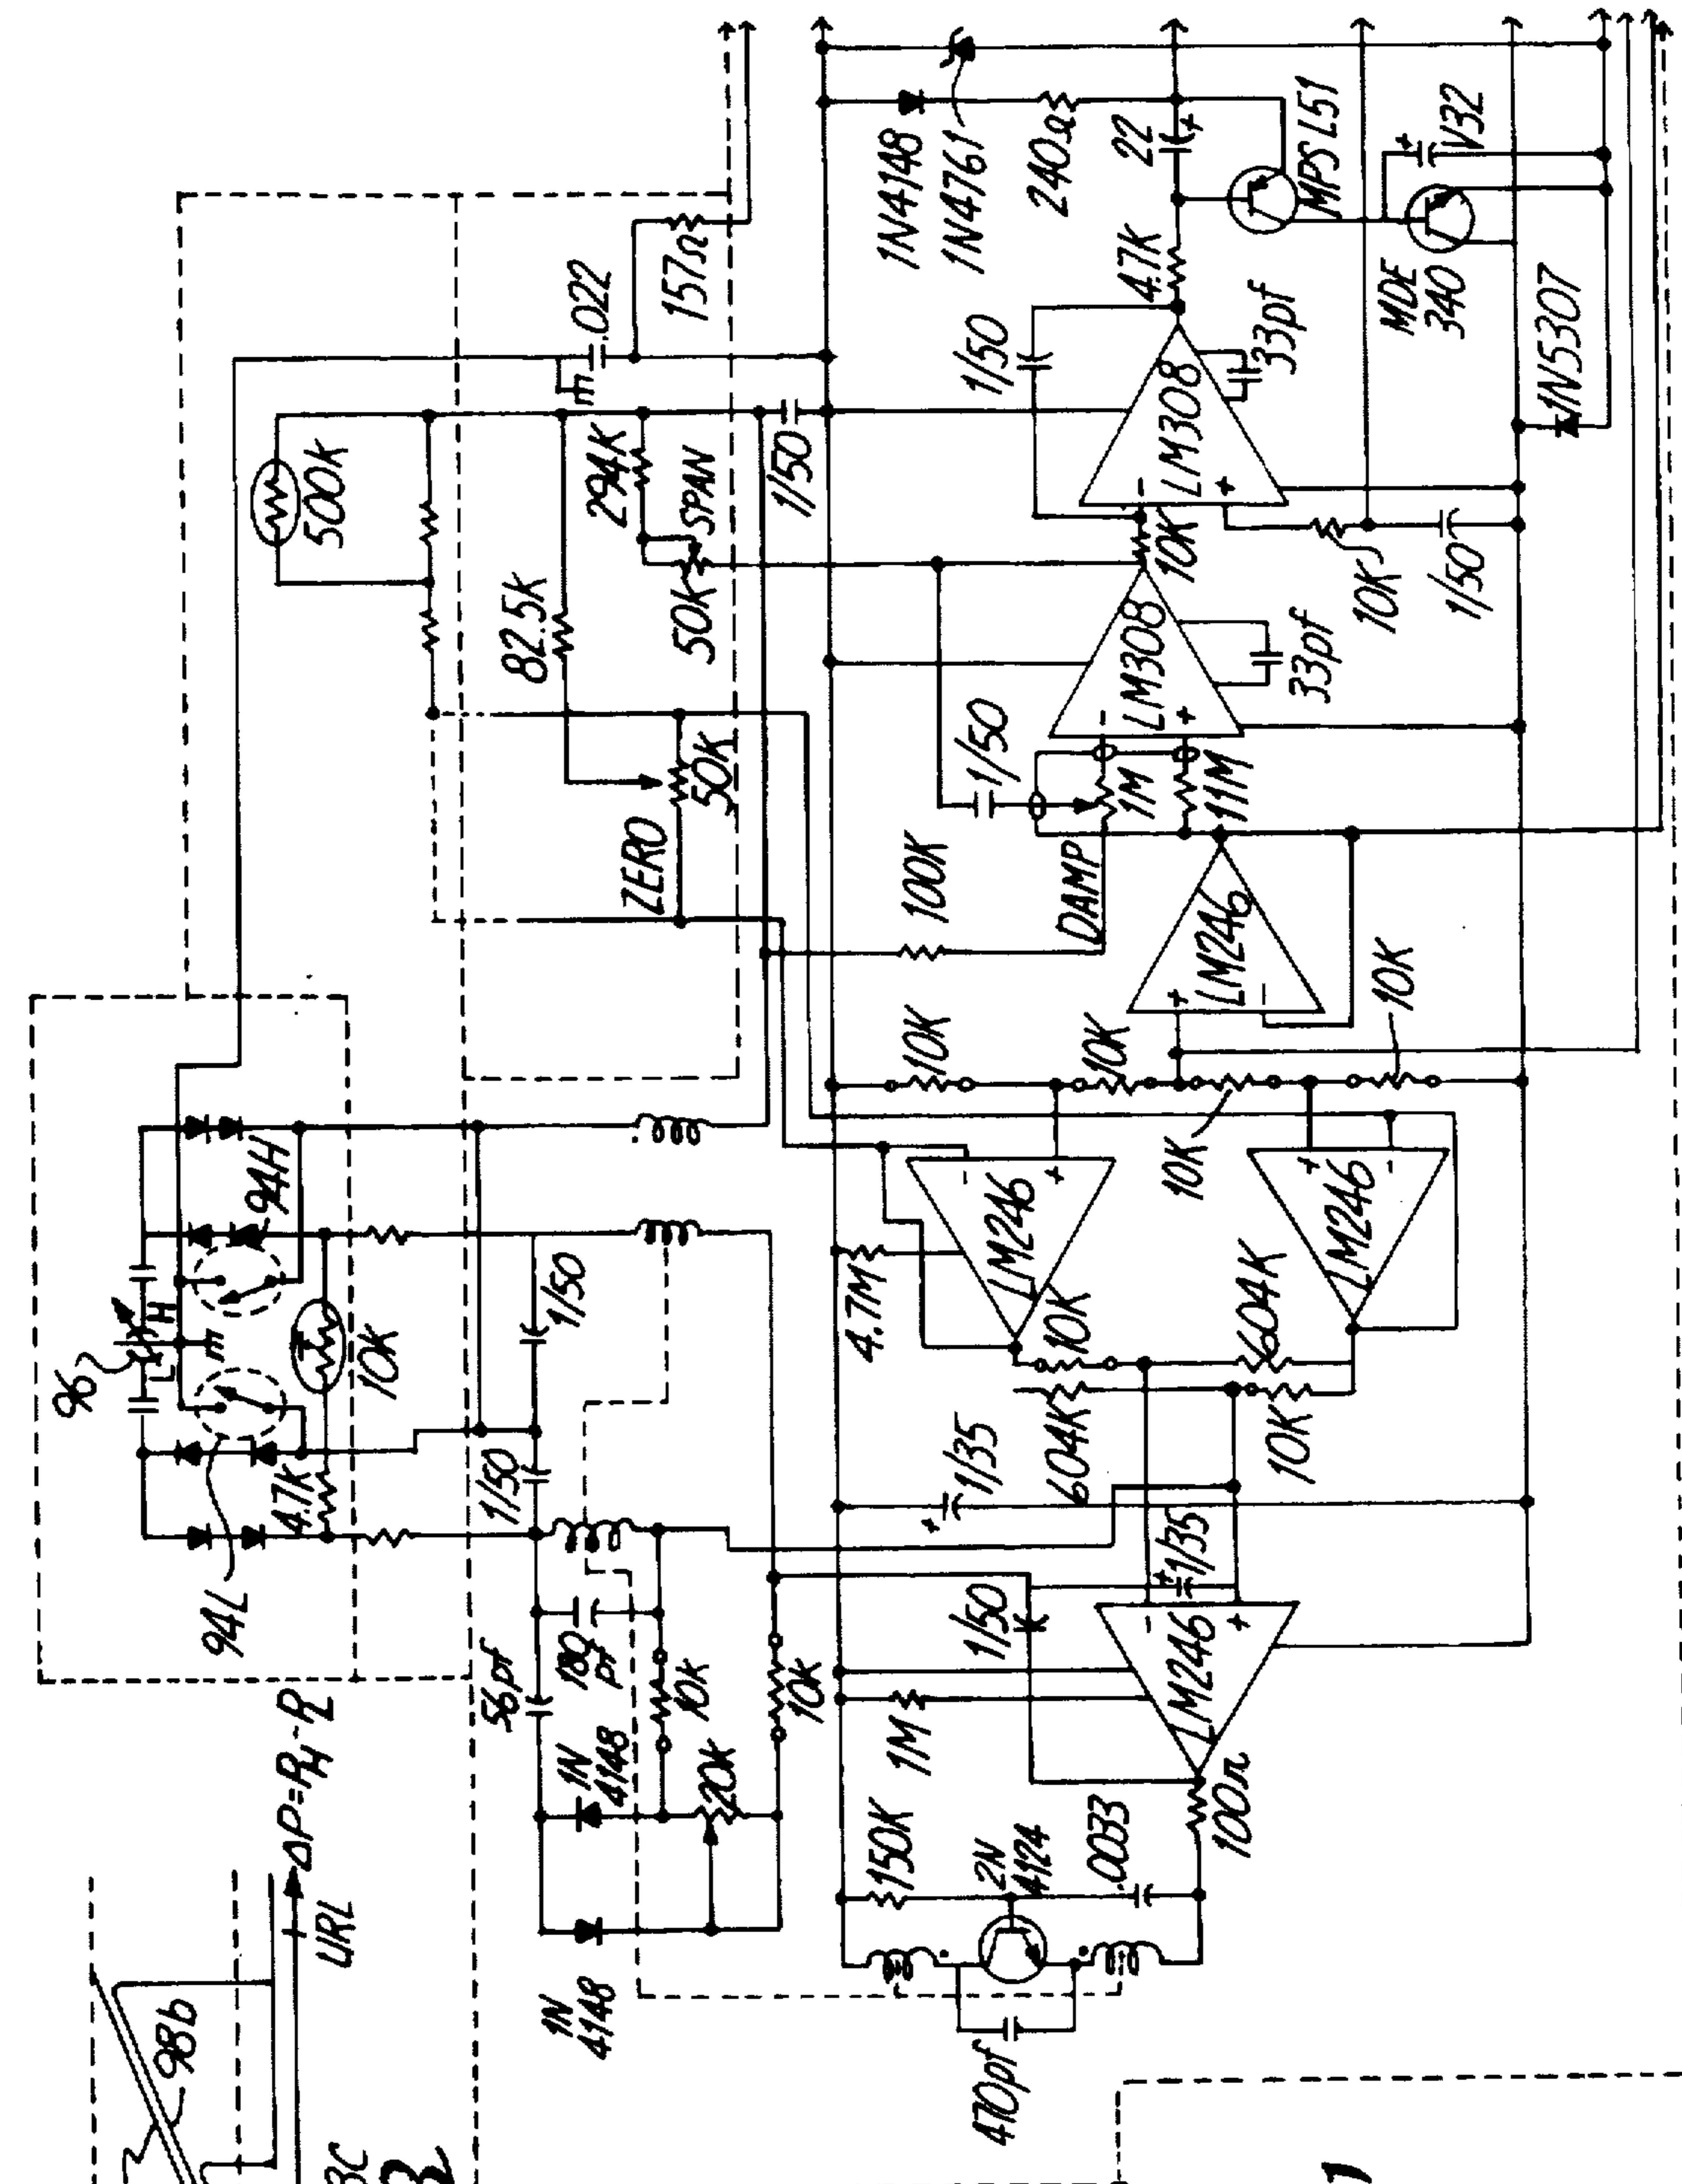 500K
.022
157Ω
1N4148
1N4761
240Ω
22
+
MPS L51
+
V32
MDE
340
1N5307
4.7K
1/50
33pf
LM308
-
+
294K
SPAN
50K
82.5K
1/50
10K
10K
1/50
LM308
-
+
33pf
ZERO
50K
1/50
1M
11M
DAMP
100K
LM246
+
-
10K
10K
10K
10K
94H
96
H
L
T
10K
4.7K
94L
1/50
1/50
4.7M
LM246
-
+
LM246
+
-
10K
604K
604K
10K
+
1/35
+
1/35
1/50
LM246
-
+
1M
56pf
180
pf
10K
10K
1N
4148
20K
1N
4148
150K
2N
4124
.0033
100Ω
470pf
ΔP=PH-PL
URL
98b
3C